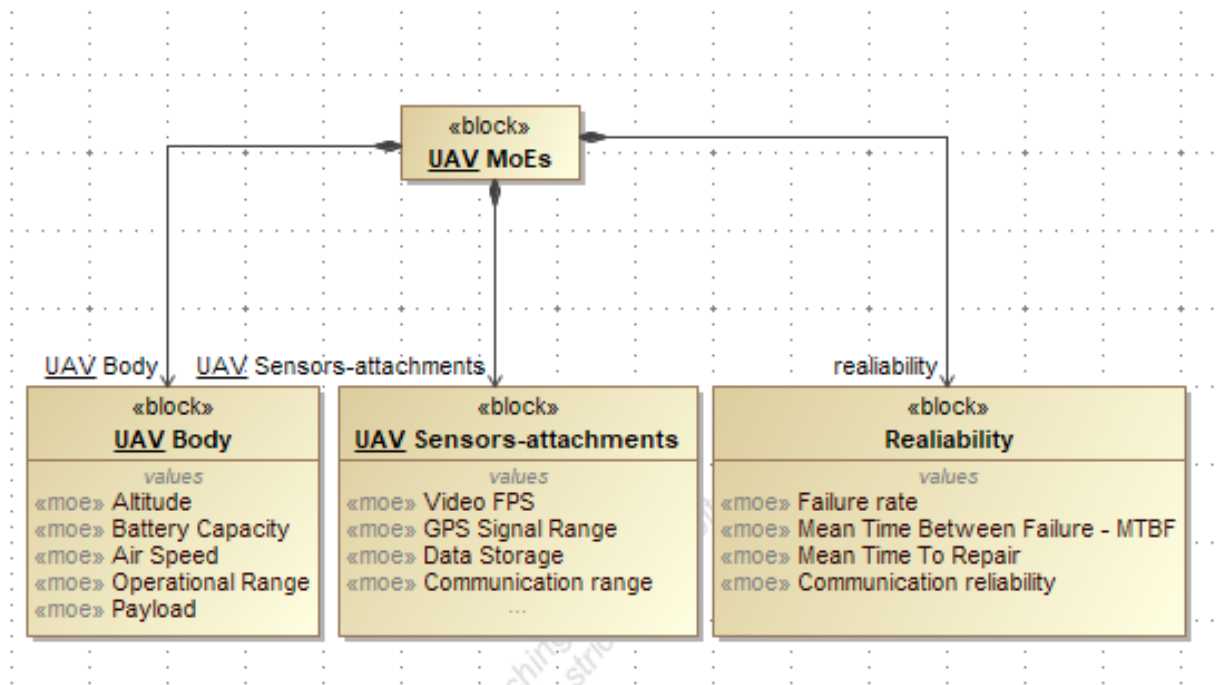 «block»
UAV MoEs
UAV Body
UAV Sensors-attachments
realiability
«block»
UAV Body
values
«moe» Altitude
«moe» Battery Capacity
«moe» Air Speed
«moe» Operational Range
«moe» Payload
«block»
UAV Sensors-attachments
values
«moe» Video FPS
«moe» GPS Signal Range
«moe» Data Storage
«moe» Communication range
...
«block»
Realiability
values
«moe» Failure rate
«moe» Mean Time Between Failure - MTBF
«moe» Mean Time To Repair
«moe» Communication reliability